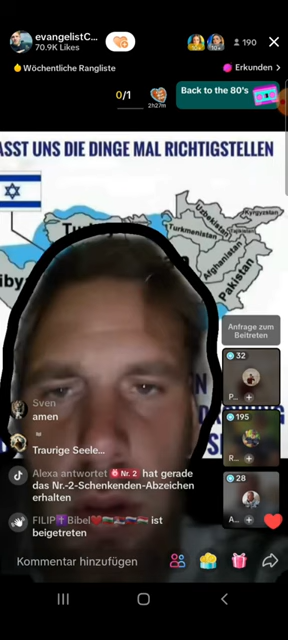 evangelistC...
70.9K Likes
190
Wöchentliche Rangliste
Erkunden >
0/1
2h27m
Back to the 80's
ASST UNS DIE DINGE MAL RICHTIGSTELLEN
Uzbekistan
Kyrgyzstan
Turkmenistan
Tajikistan
Afghanistan
Pakistan
Anfrage zum
Beitreten
32
P...
195
R...
28
A...
Sven
amen
Traurige Seele...
Alexa antwortet Nr. 2 hat gerade
das Nr.-2-Schenkenden-Abzeichen
erhalten
FILIP Bibel ist
beigetreten
Kommentar hinzufügen